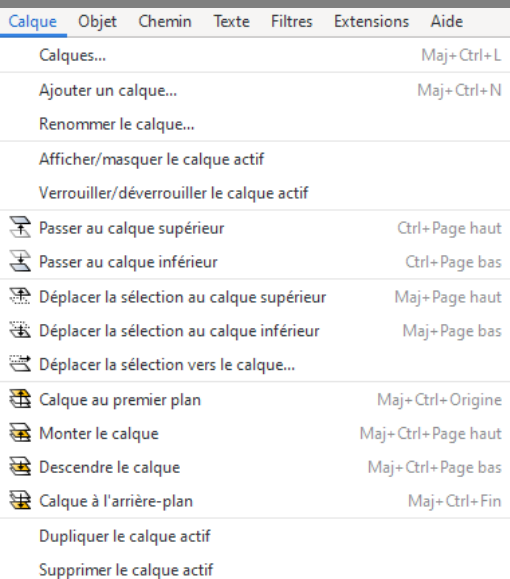 Calque Objet Chemin Texte Filtres Extensions Aide
Calques... Maj+Ctrl+L
Ajouter un calque... Maj+Ctrl+N
Renommer le calque...
Afficher/masquer le calque actif
Verrouiller/déverrouiller le calque actif
Passer au calque supérieur Ctrl+Page haut
Passer au calque inférieur Ctrl+Page bas
Déplacer la sélection au calque supérieur Maj+Page haut
Déplacer la sélection au calque inférieur Maj+Page bas
Déplacer la sélection vers le calque...
Calque au premier plan Maj+Ctrl+Origine
Monter le calque Maj+Ctrl+Page haut
Descendre le calque Maj+Ctrl+Page bas
Calque à l'arrière-plan Maj+Ctrl+Fin
Dupliquer le calque actif
Supprimer le calque actif